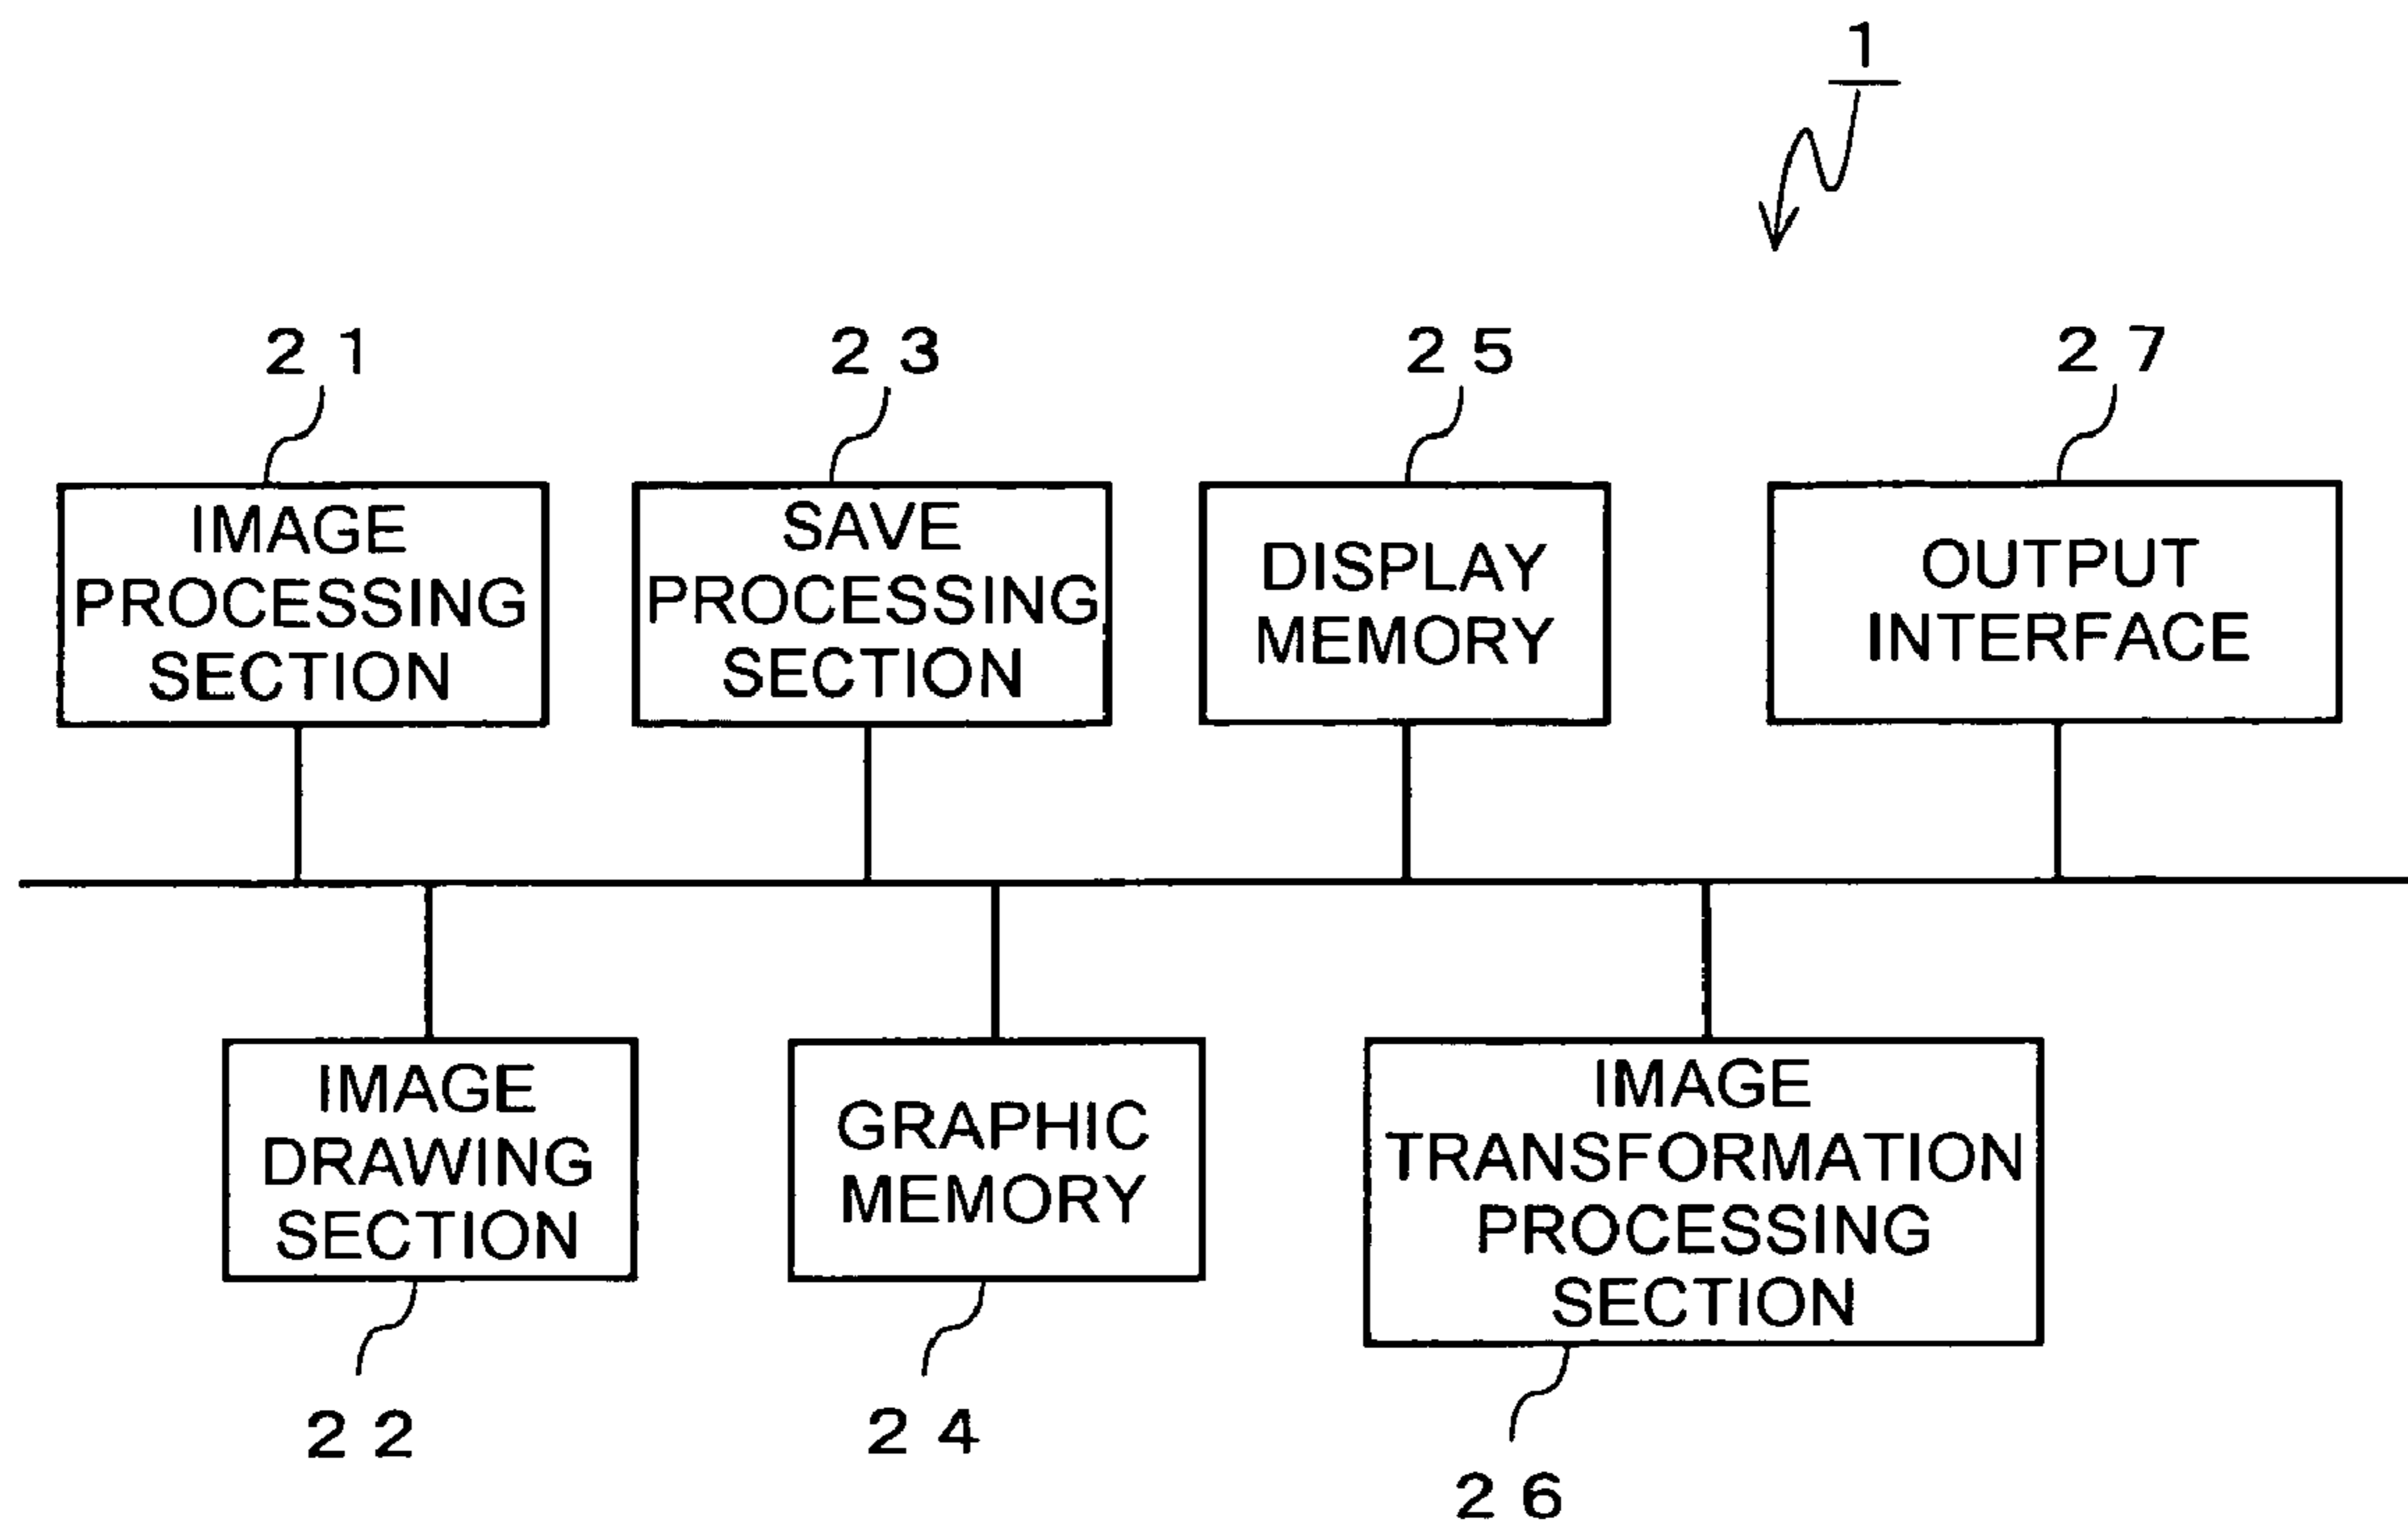 1
21
23
25
27
IMAGE
PROCESSING
SECTION
SAVE
PROCESSING
SECTION
DISPLAY
MEMORY
OUTPUT
INTERFACE
IMAGE
DRAWING
SECTION
GRAPHIC
MEMORY
IMAGE
TRANSFORMATION
PROCESSING
SECTION
22
24
26